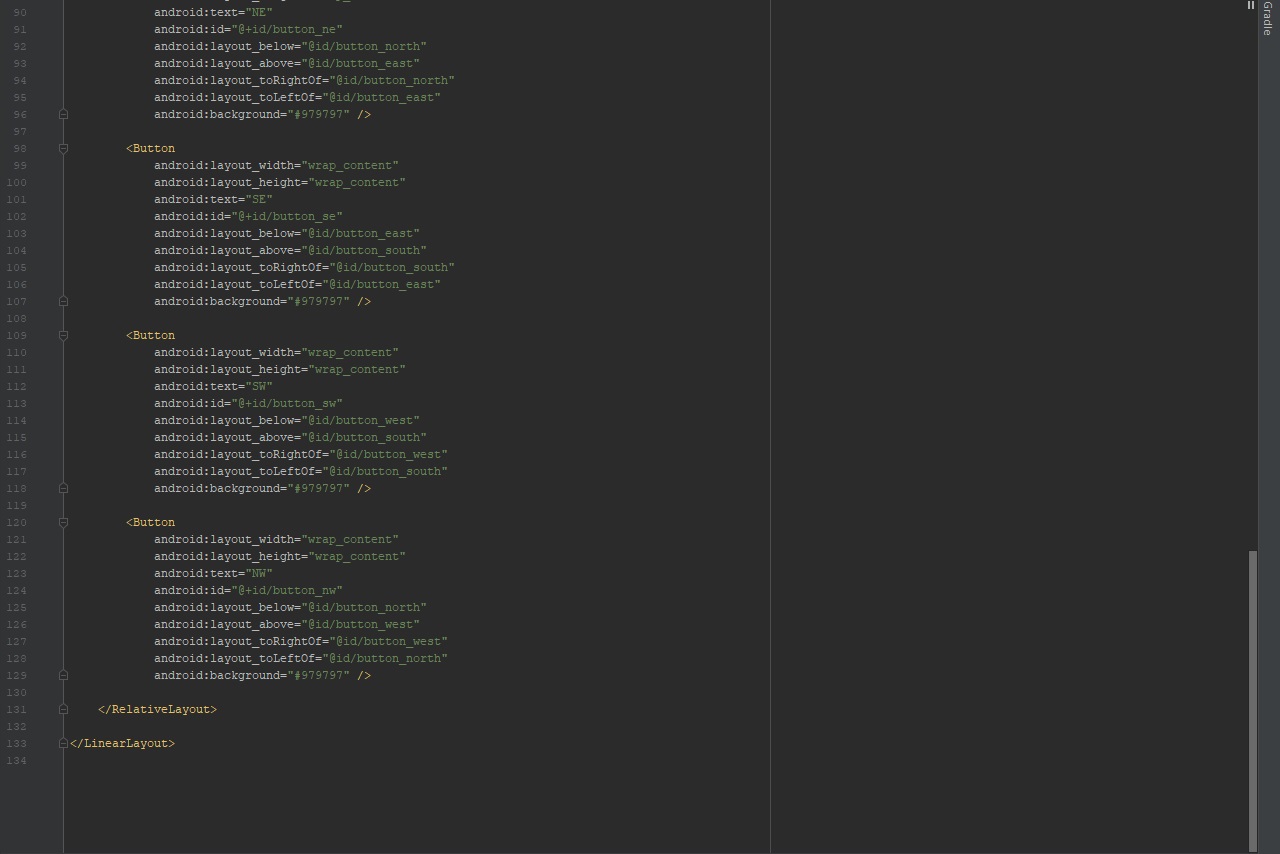 90 android:text="NE"
91 android:id="@+id/button_ne"
92 android:layout_below="@id/button_north"
93 android:layout_above="@id/button_east"
94 android:layout_toRightOf="@id/button_north"
95 android:layout_toLeftOf="@id/button_east"
96 android:background="#979797" />
97
98 <Button
99 android:layout_width="wrap_content"
100 android:layout_height="wrap_content"
101 android:text="SE"
102 android:id="@+id/button_se"
103 android:layout_below="@id/button_east"
104 android:layout_above="@id/button_south"
105 android:layout_toRightOf="@id/button_south"
106 android:layout_toLeftOf="@id/button_east"
107 android:background="#979797" />
108
109 <Button
110 android:layout_width="wrap_content"
111 android:layout_height="wrap_content"
112 android:text="SW"
113 android:id="@+id/button_sw"
114 android:layout_below="@id/button_west"
115 android:layout_above="@id/button_south"
116 android:layout_toRightOf="@id/button_west"
117 android:layout_toLeftOf="@id/button_south"
118 android:background="#979797" />
119
120 <Button
121 android:layout_width="wrap_content"
122 android:layout_height="wrap_content"
123 android:text="NW"
124 android:id="@+id/button_nw"
125 android:layout_below="@id/button_north"
126 android:layout_above="@id/button_west"
127 android:layout_toRightOf="@id/button_west"
128 android:layout_toLeftOf="@id/button_north"
129 android:background="#979797" />
130
131 </RelativeLayout>
132
133 </LinearLayout>
134
Gradle